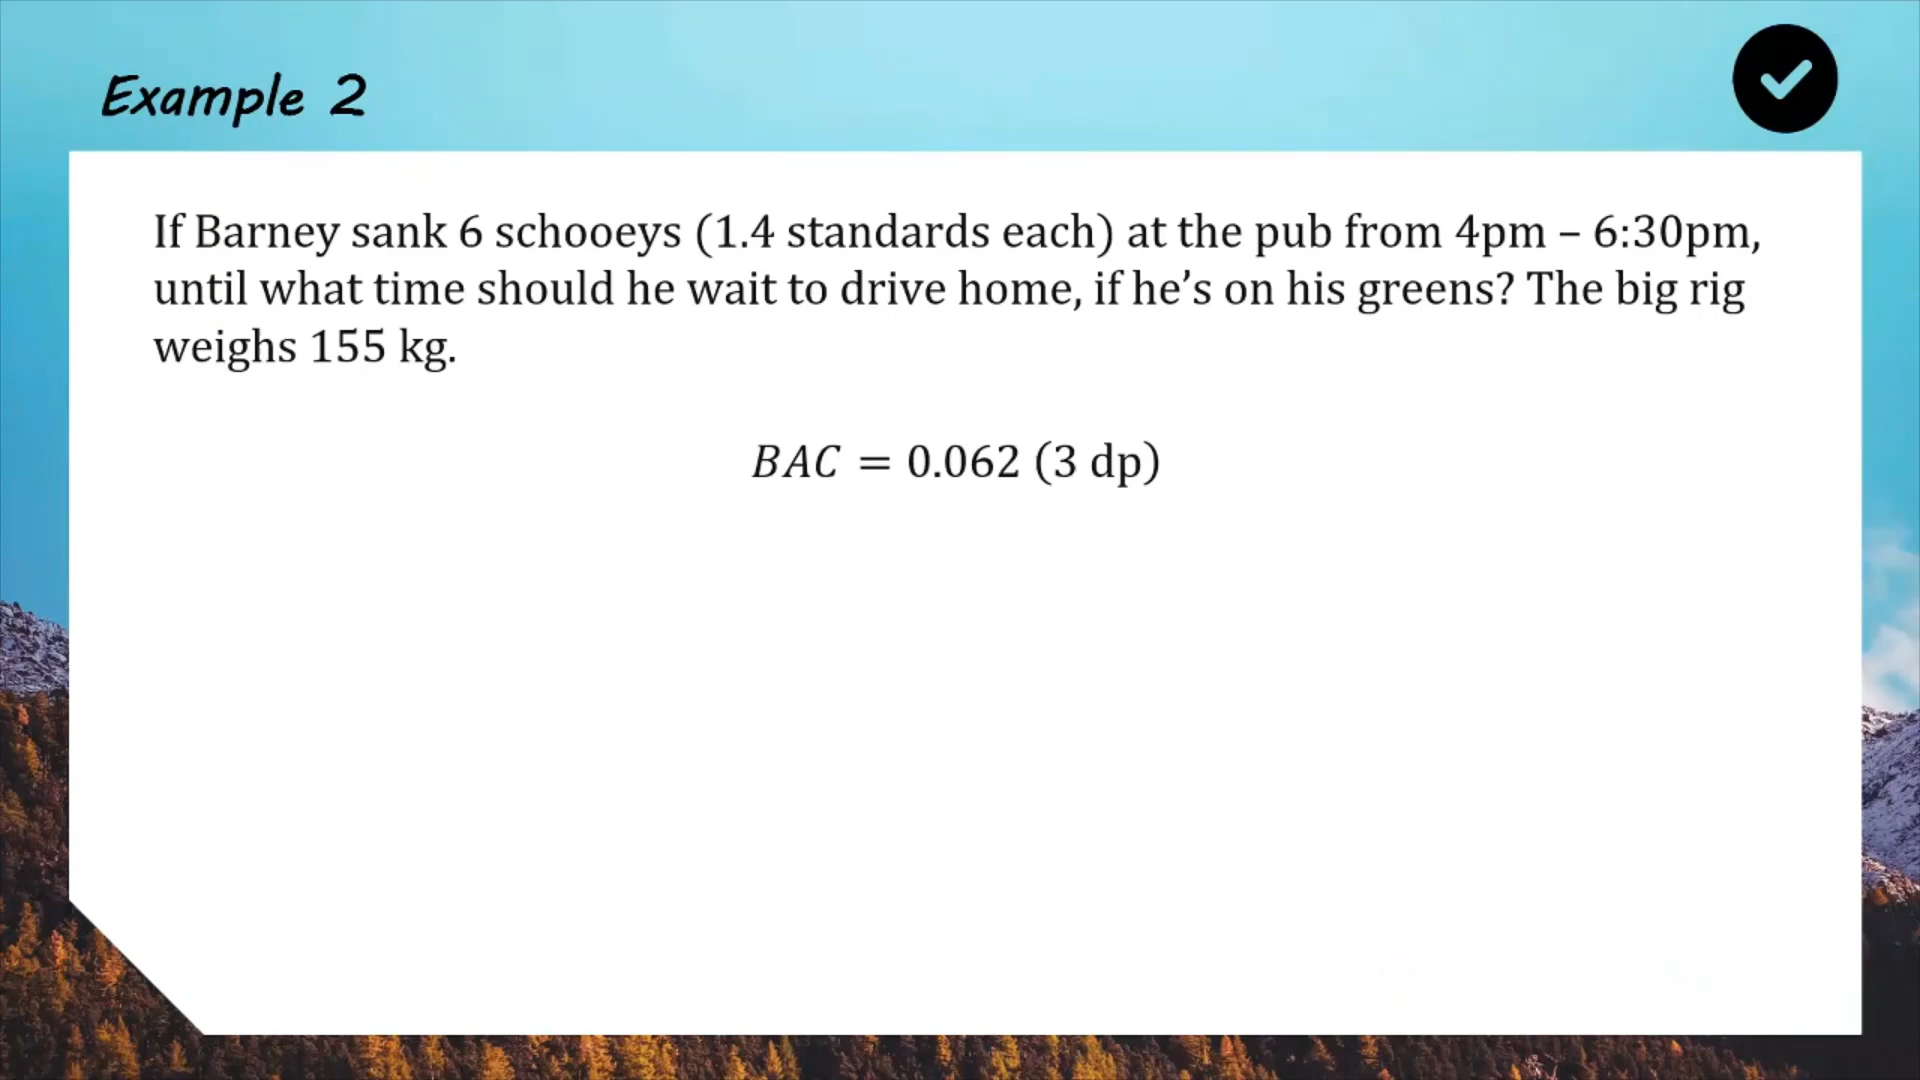 Example 2
If Barney sank 6 schooeys (1.4 standards each) at the pub from 4pm – 6:30pm,
until what time should he wait to drive home, if he’s on his greens? The big rig
weighs 155 kg.
BAC = 0.062 (3 dp)